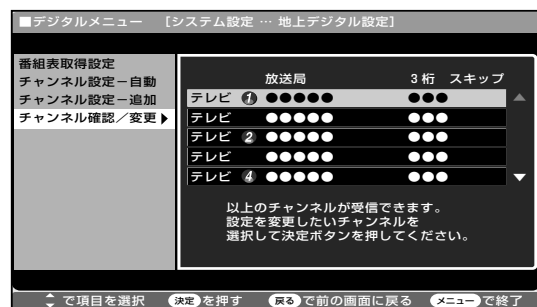 ■デジタルメニュー [システム設定 … 地上デジタル設定]
番組表取得設定
チャンネル設定－自動
チャンネル設定－追加
チャンネル確認／変更▶
放送局 3桁 スキップ
テレビ ① ●●●●● ●●●
テレビ ●●●●● ●●●
テレビ ② ●●●●● ●●●
テレビ ●●●●● ●●●
テレビ ④ ●●●●● ●●●
以上のチャンネルが受信できます。
設定を変更したいチャンネルを
選択して決定ボタンを押してください。
で項目を選択 決定を押す 戻るで前の画面に戻る メニューで終了